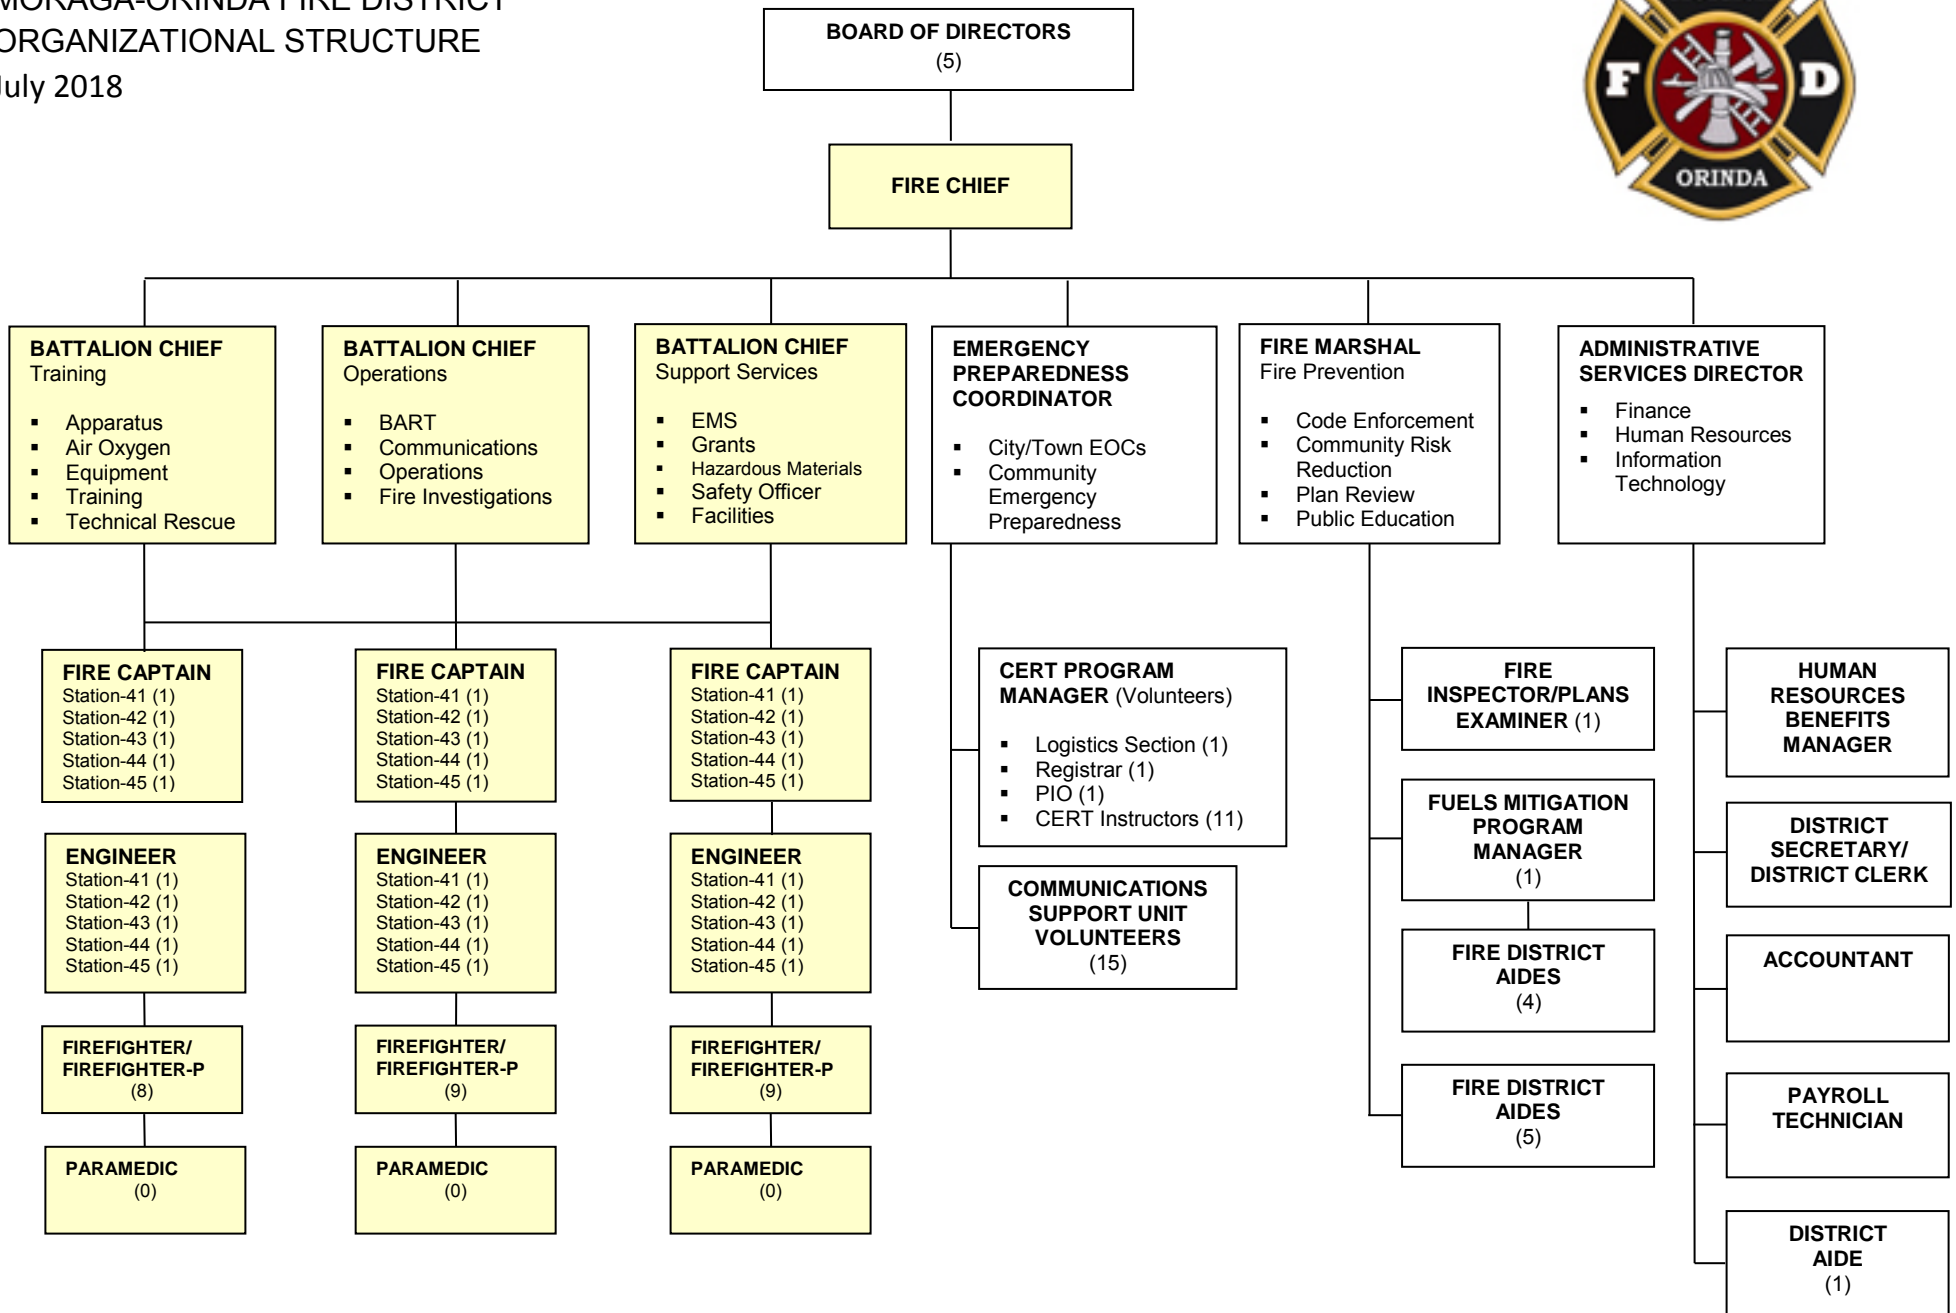 ORGANIZATIONAL STRUCTURE
July 2018
BOARD OF DIRECTORS
(5)
F D
ORINDA
FIRE CHIEF
BATTALION CHIEF
Training
▪ Apparatus
▪ Air Oxygen
▪ Equipment
▪ Training
▪ Technical Rescue
BATTALION CHIEF
Operations
▪ BART
▪ Communications
▪ Operations
▪ Fire Investigations
BATTALION CHIEF
Support Services
▪ EMS
▪ Grants
▪ Hazardous Materials
▪ Safety Officer
▪ Facilities
EMERGENCY
PREPAREDNESS
COORDINATOR
▪ City/Town EOCs
▪ Community
Emergency
Preparedness
FIRE MARSHAL
Fire Prevention
▪ Code Enforcement
▪ Community Risk
Reduction
▪ Plan Review
▪ Public Education
ADMINISTRATIVE
SERVICES DIRECTOR
▪ Finance
▪ Human Resources
▪ Information
Technology
FIRE CAPTAIN
Station-41 (1)
Station-42 (1)
Station-43 (1)
Station-44 (1)
Station-45 (1)
FIRE CAPTAIN
Station-41 (1)
Station-42 (1)
Station-43 (1)
Station-44 (1)
Station-45 (1)
FIRE CAPTAIN
Station-41 (1)
Station-42 (1)
Station-43 (1)
Station-44 (1)
Station-45 (1)
CERT PROGRAM
MANAGER (Volunteers)
▪ Logistics Section (1)
▪ Registrar (1)
▪ PIO (1)
▪ CERT Instructors (11)
FIRE
INSPECTOR/PLANS
EXAMINER (1)
HUMAN
RESOURCES
BENEFITS
MANAGER
ENGINEER
Station-41 (1)
Station-42 (1)
Station-43 (1)
Station-44 (1)
Station-45 (1)
ENGINEER
Station-41 (1)
Station-42 (1)
Station-43 (1)
Station-44 (1)
Station-45 (1)
ENGINEER
Station-41 (1)
Station-42 (1)
Station-43 (1)
Station-44 (1)
Station-45 (1)
COMMUNICATIONS
SUPPORT UNIT
VOLUNTEERS
(15)
FUELS MITIGATION
PROGRAM
MANAGER
(1)
DISTRICT
SECRETARY/
DISTRICT CLERK
FIRE DISTRICT
AIDES
(4)
ACCOUNTANT
FIREFIGHTER/
FIREFIGHTER-P
(8)
FIREFIGHTER/
FIREFIGHTER-P
(9)
FIREFIGHTER/
FIREFIGHTER-P
(9)
FIRE DISTRICT
AIDES
(5)
PAYROLL
TECHNICIAN
PARAMEDIC
(0)
PARAMEDIC
(0)
PARAMEDIC
(0)
DISTRICT
AIDE
(1)